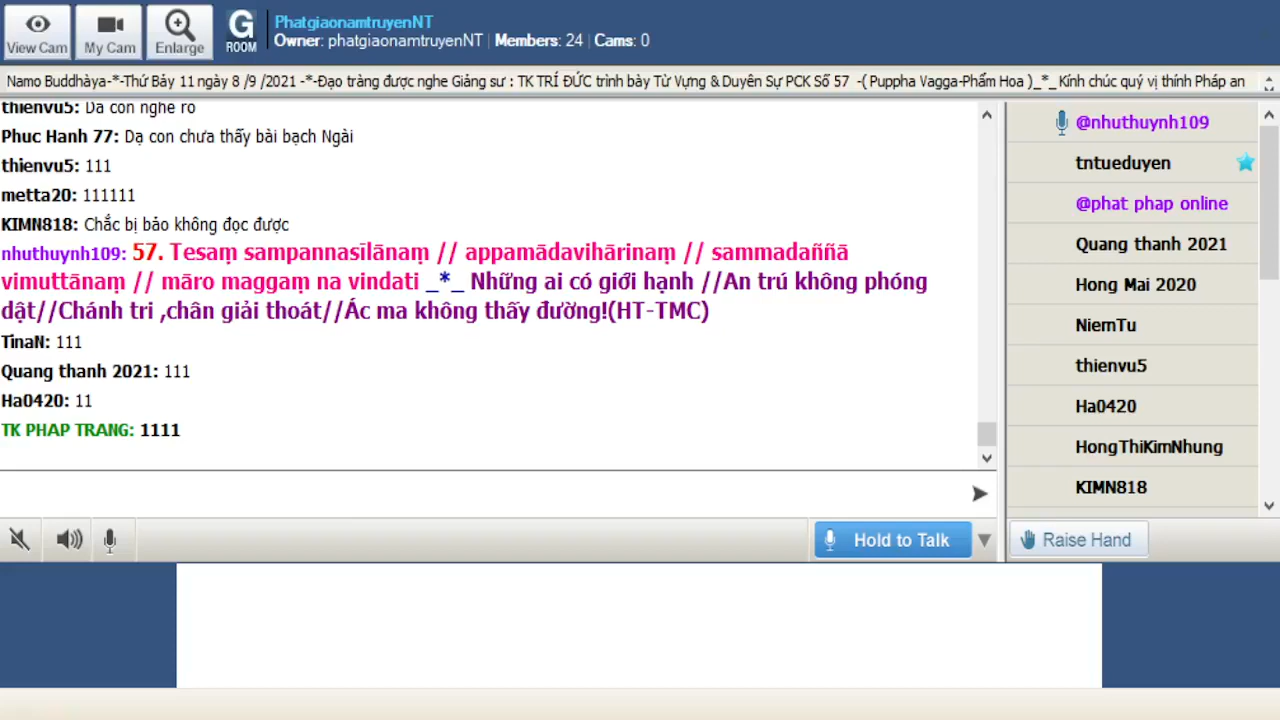 View Cam
My Cam
Enlarge
G
ROOM
PhatgiaonamtruyenNT
Owner: phatgiaonamtruyenNT | Members: 24 | Cams: 0
Namo Buddhàya-*-Thứ Bảy 11 ngày 8 /9 /2021 -*-Đạo tràng được nghe Giảng sư : TK TRÍ ĐỨC trình bày Từ Vựng & Duyên Sự PCK Số 57 -( Puppha Vagga-Phẩm Hoa )_*_ Kính chúc quý vị thính Pháp an
thienvu5: Dạ con nghe rõ
Phuc Hanh 77: Dạ con chưa thấy bài bạch Ngài
thienvu5: 111
metta20: 111111
KIMN818: Chắc bị bảo không đọc được
nhuthuynh109: 57. Tesaṃ sampannasīlānaṃ // appamādavihārinaṃ // sammadaññā
vimuttānaṃ // māro maggaṃ na vindati _*_ Những ai có giới hạnh //An trú không phóng
dật//Chánh tri ,chân giải thoát//Ác ma không thấy đường!(HT-TMC)
TinaN: 111
Quang thanh 2021: 111
Ha0420: 11
TK PHAP TRANG: 1111
@nhuthuynh109
tntueduyen
@phat phap online
Quang thanh 2021
Hong Mai 2020
NiemTu
thienvu5
Ha0420
HongThiKimNhung
KIMN818
Hold to Talk
Raise Hand